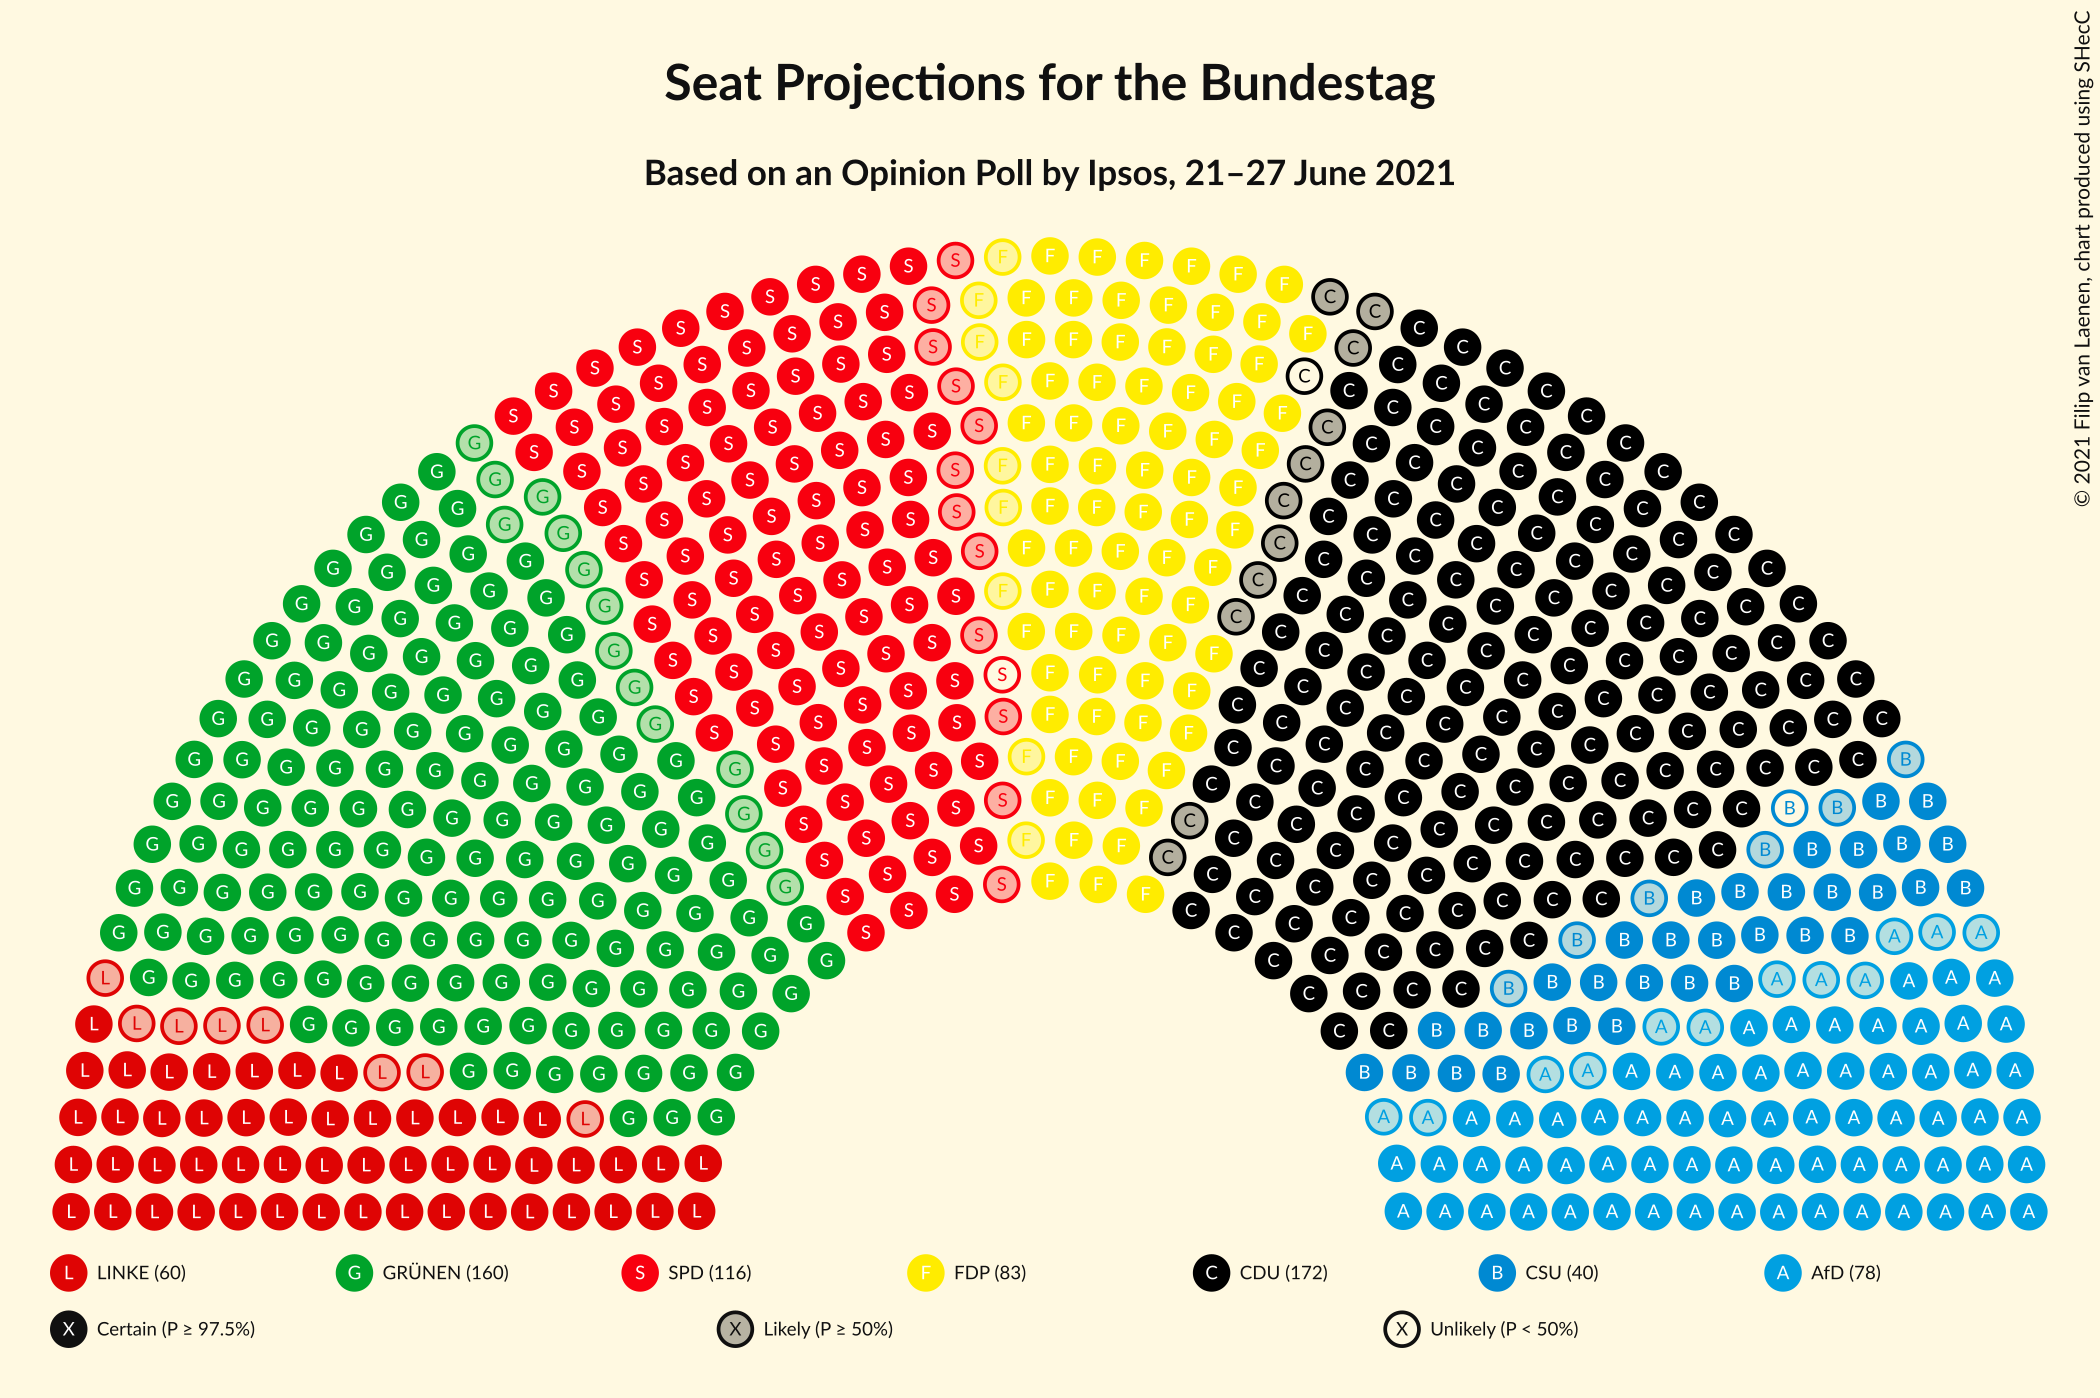 Seat Projections for the Bundestag
Based on an Opinion Poll by Ipsos, 21–27 June 2021
© 2021 Filip van Laenen, chart produced using SHecC
L LINKE (60) G GRÜNEN (160) S SPD (116) F FDP (83) C CDU (172) B CSU (40) A AfD (78)
X Certain (P ≥ 97.5%) X Likely (P ≥ 50%) X Unlikely (P < 50%)